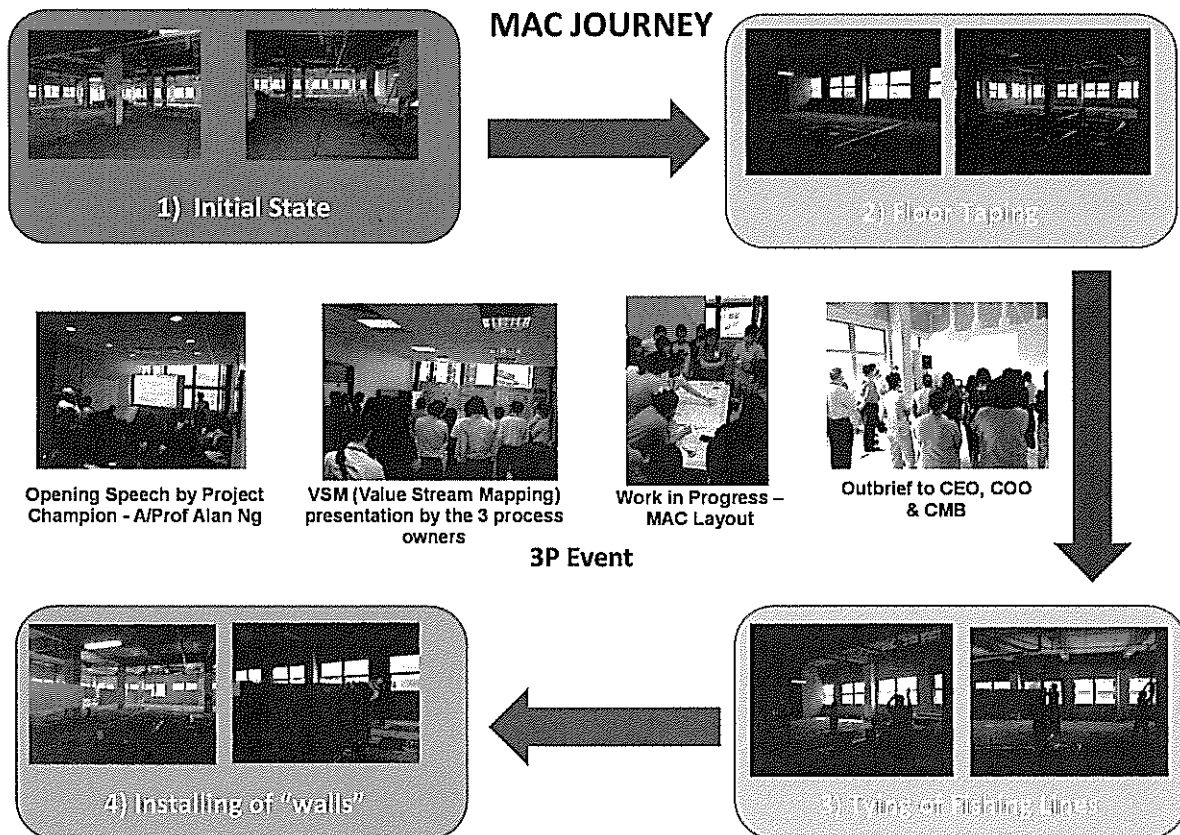 MAC JOURNEY
1) Initial State
2) Floor Taping
Opening Speech by Project
Champion - A/Prof Alan Ng
VSM (Value Stream Mapping)
presentation by the 3 process
owners
Work in Progress –
MAC Layout
Outbrief to CEO, COO
& CMB
3P Event
4) Installing of "walls"
3) Tying of Fishing Lines